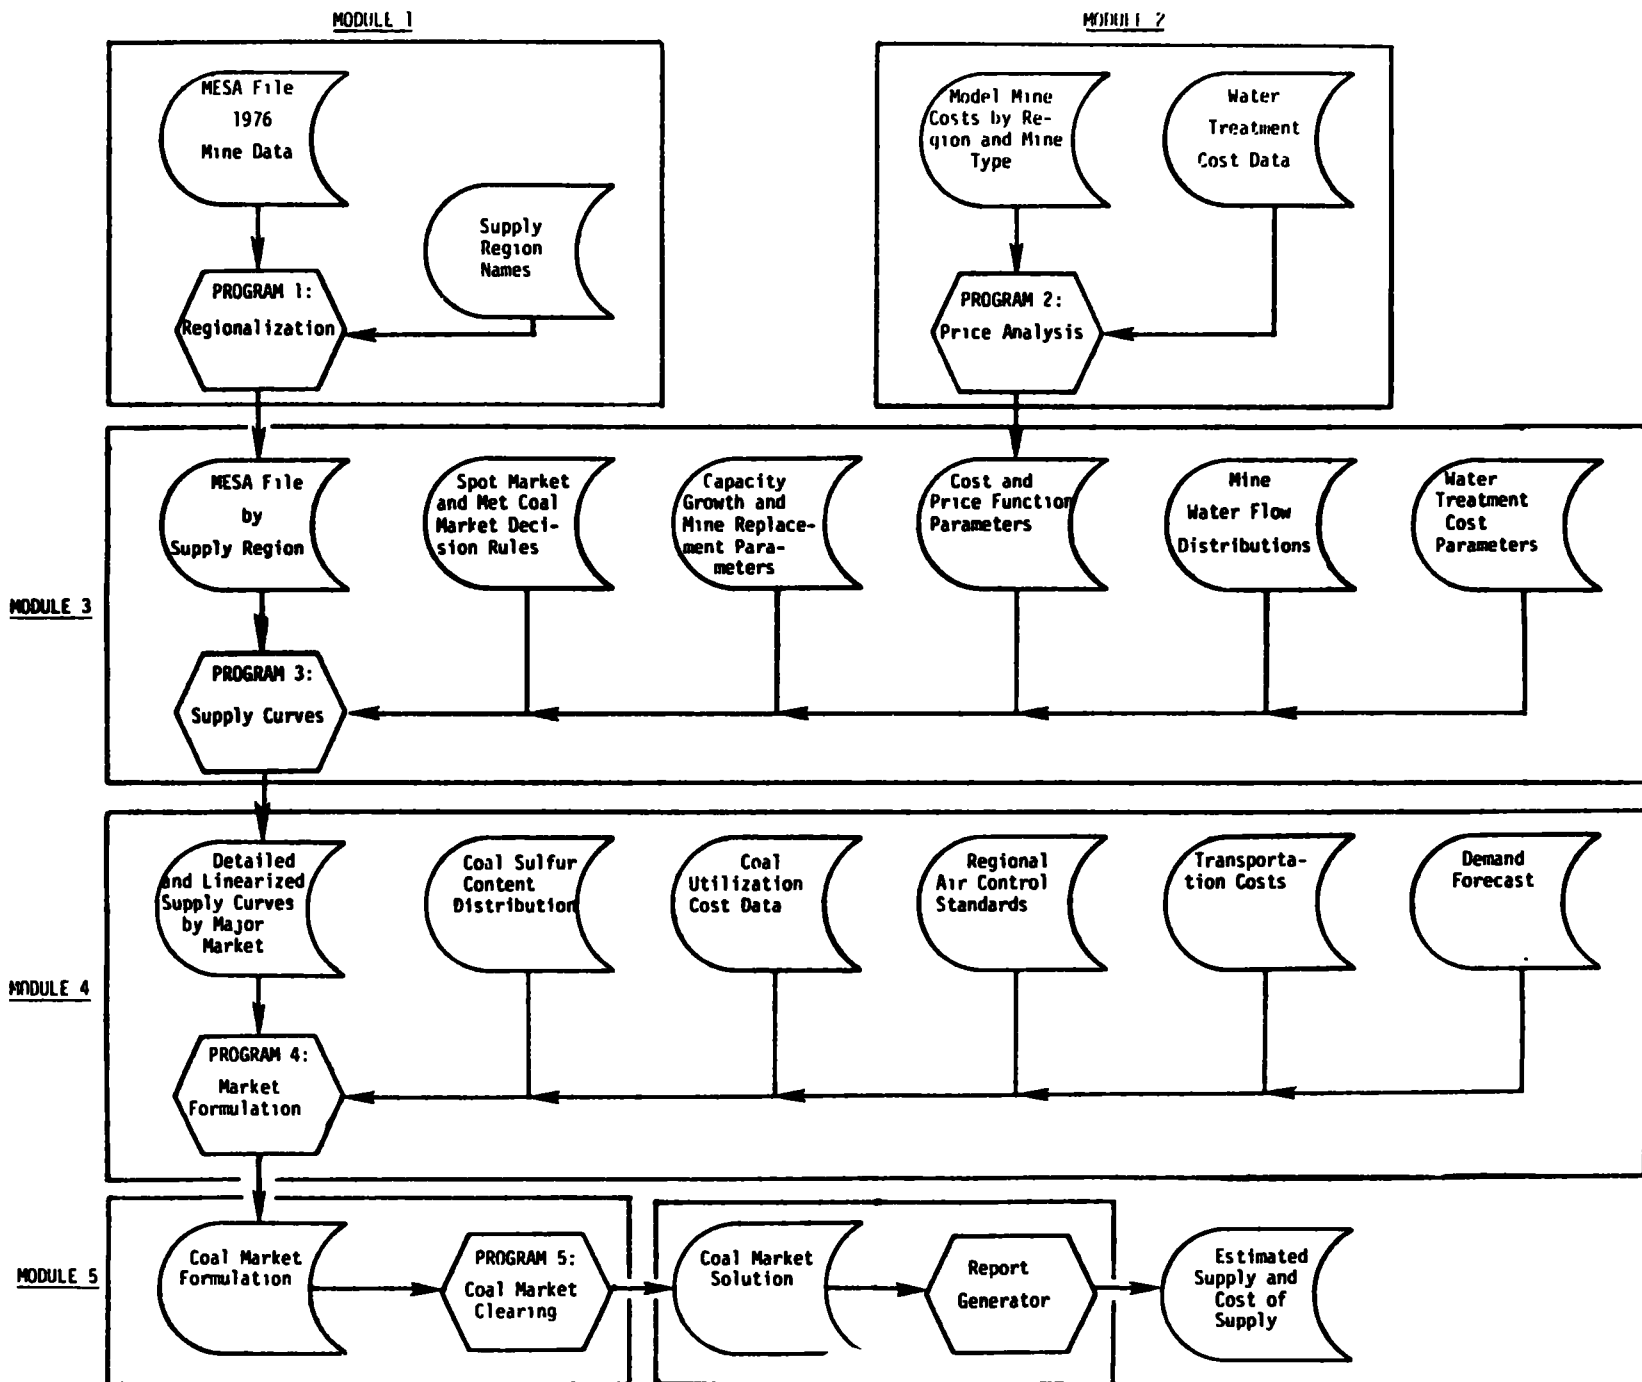 MODULE 1
MODULE 2
MESA File
1976
Mine Data
Supply
Region
Names
PROGRAM 1:
Regionalization
Model Mine
Costs by Re-
gion and Mine
Type
Water
Treatment
Cost Data
PROGRAM 2:
Price Analysis
MODULE 3
MESA File
by
Supply Region
Spot Market
and Met Coal
Market Deci-
sion Rules
Capacity
Growth and
Mine Replace-
ment Para-
meters
Cost and
Price Function
Parameters
Mine
Water Flow
Distributions
Water
Treatment
Cost
Parameters
PROGRAM 3:
Supply Curves
MODULE 4
Detailed
and Linearized
Supply Curves
by Major
Market
Coal Sulfur
Content
Distribution
Coal
Utilization
Cost Data
Regional
Air Control
Standards
Transporta-
tion Costs
Demand
Forecast
PROGRAM 4:
Market
Formulation
MODULE 5
Coal Market
Formulation
PROGRAM 5:
Coal Market
Clearing
Coal Market
Solution
Report
Generator
Estimated
Supply and
Cost of
Supply